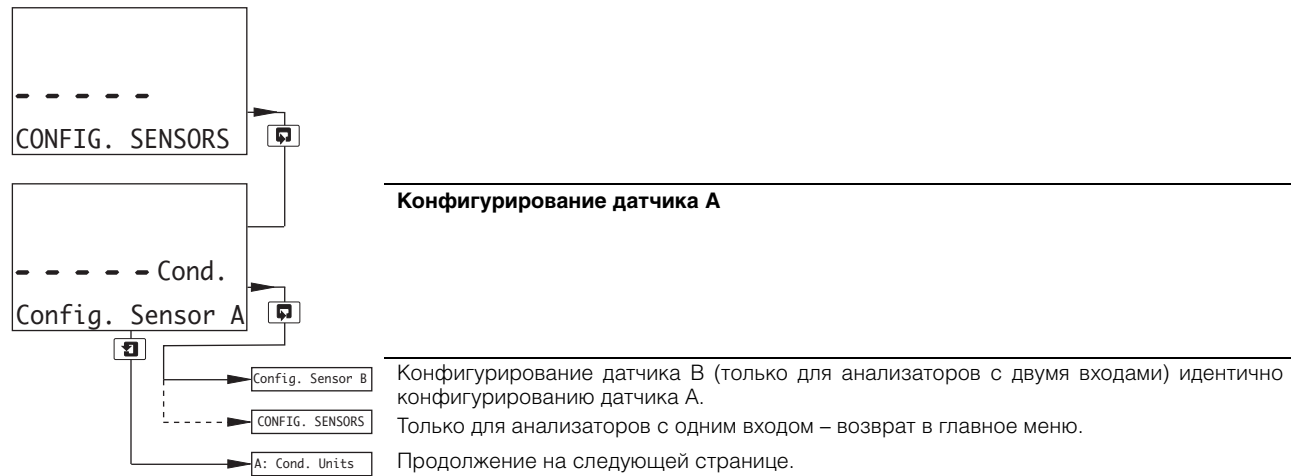 - - - - -
CONFIG. SENSORS
Конфигурирование датчика А
- - - - - Cond.
Config. Sensor A
Config. Sensor B
Конфигурирование датчика В (только для анализаторов с двумя входами) идентично
конфигурированию датчика А.
CONFIG. SENSORS
Только для анализаторов с одним входом – возврат в главное меню.
A: Cond. Units
Продолжение на следующей странице.